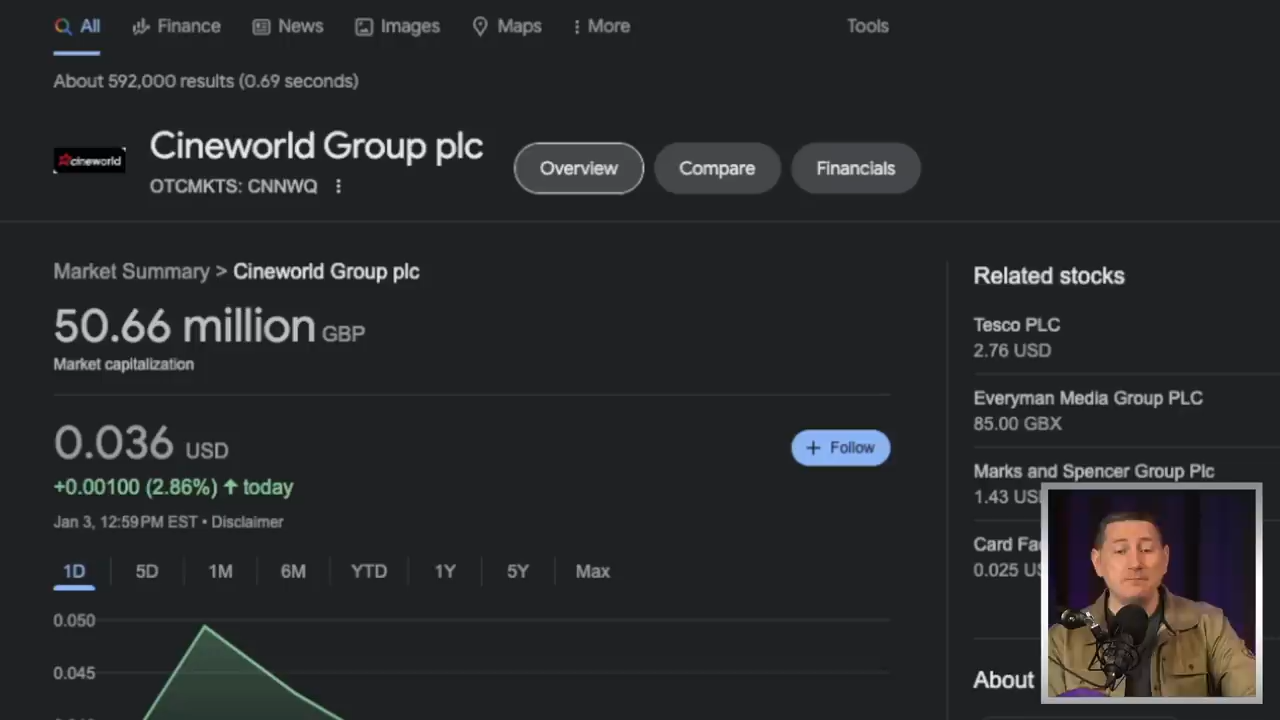 All Finance News Images Maps More Tools
About 592,000 results (0.69 seconds)
cineworld
Cineworld Group plc
OTCMKTS: CNNWQ
Overview Compare Financials
Market Summary > Cineworld Group plc
50.66 million GBP
Market capitalization
0.036 USD
+0.00100 (2.86%) ↑ today
Jan 3, 12:59 PM EST • Disclaimer
+ Follow
1D 5D 1M 6M YTD 1Y 5Y Max
0.050
0.045
Related stocks
Tesco PLC
2.76 USD
Everyman Media Group PLC
85.00 GBX
Marks and Spencer Group Plc
1.43
Card
0.025
About